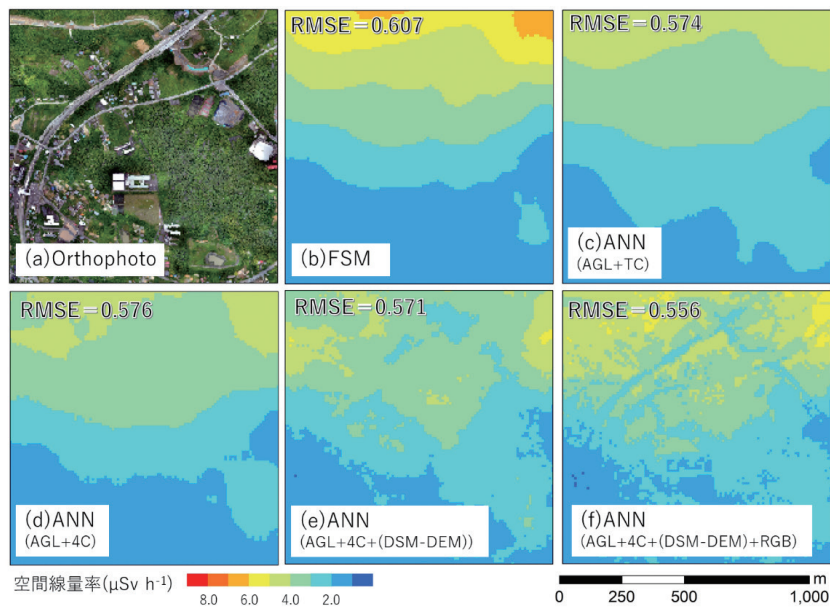 RMSE=0.607
RMSE=0.574
(a)Orthophoto
(b)FSM
(c)ANN
(AGL+TC)
RMSE=0.576
RMSE=0.571
RMSE=0.556
(d)ANN
(AGL+4C)
(e)ANN
(AGL+4C+(DSM-DEM))
(f)ANN
(AGL+4C+(DSM-DEM)+RGB)
空間線量率(μSv h-1)
8.0 6.0 4.0 2.0
m
0 250 500 1,000